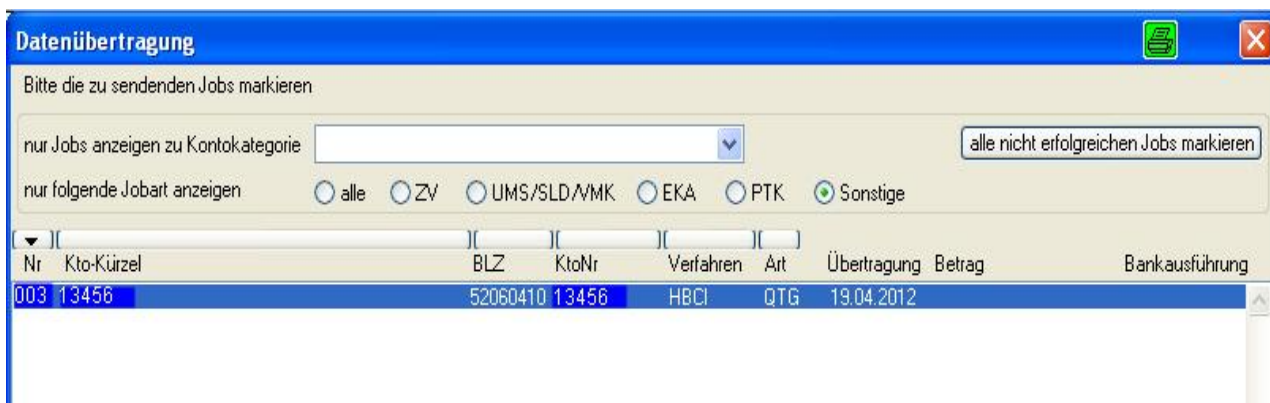 Datenübertragung
Bitte die zu sendenden Jobs markieren
nur Jobs anzeigen zu Kontokategorie alle nicht erfolgreichen Jobs markieren
nur folgende Jobart anzeigen alle ZV UMS/SLD/VMK EKA PTK Sonstige
Nr Kto-Kürzel BLZ KtoNr Verfahren Art Übertragung Betrag Bankausführung
003 13456 52060410 13456 HBCI QTG 19.04.2012